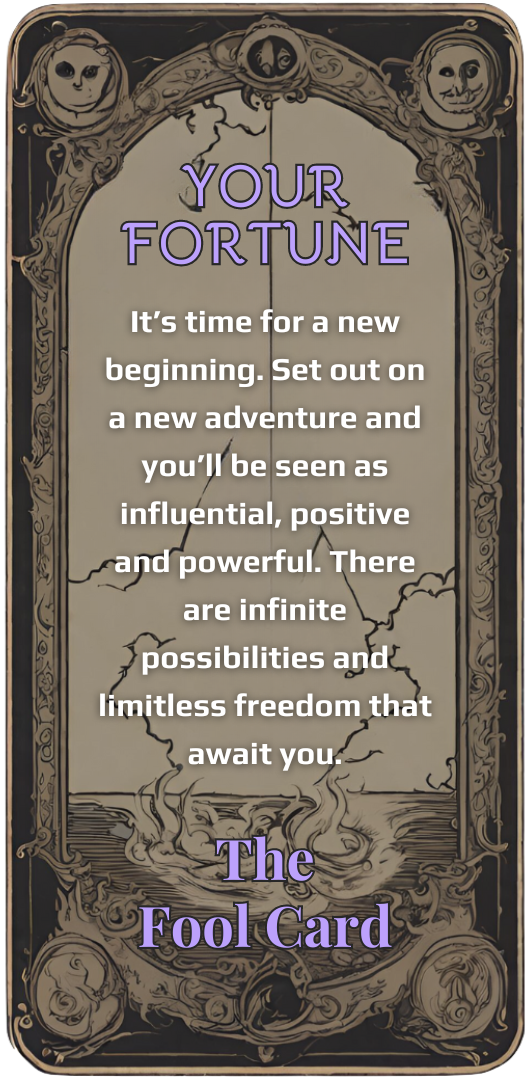 YOUR
FORTUNE
It’s time for a new
beginning. Set out on
a new adventure and
you’ll be seen as
influential, positive
and powerful. There
are infinite
possibilities and
limitless freedom that
await you.
The
Fool Card